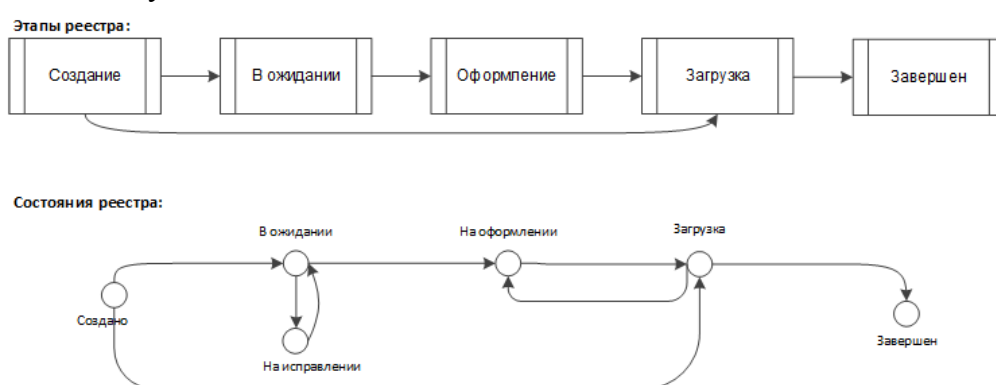 Этапы реестра:
Создание
В ожидании
Оформление
Загрузка
Завершен
Состояния реестра:
В ожидании
На оформлении
Загрузка
Создано
Завершен
На исправлении